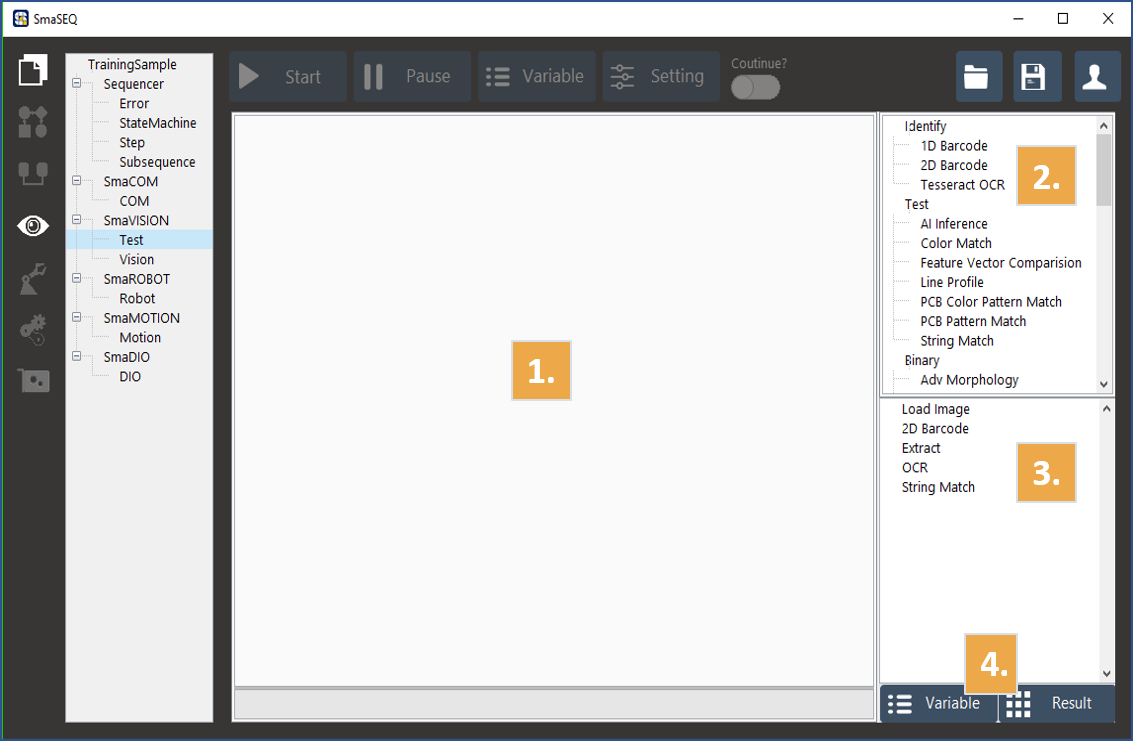 SmaSEQ
TrainingSample
Sequencer
Error
StateMachine
Step
Subsequence
SmaCOM
COM
SmaVISION
Test
Vision
SmaROBOT
Robot
SmaMOTION
Motion
SmaDIO
DIO
Start
Pause
Variable
Setting
Coutinue?
1.
Identify
1D Barcode
2D Barcode
Tesseract OCR
2.
Test
AI Inference
Color Match
Feature Vector Comparision
Line Profile
PCB Color Pattern Match
PCB Pattern Match
String Match
Binary
Adv Morphology
Load Image
2D Barcode
Extract
OCR
String Match
3.
4.
Variable
Result